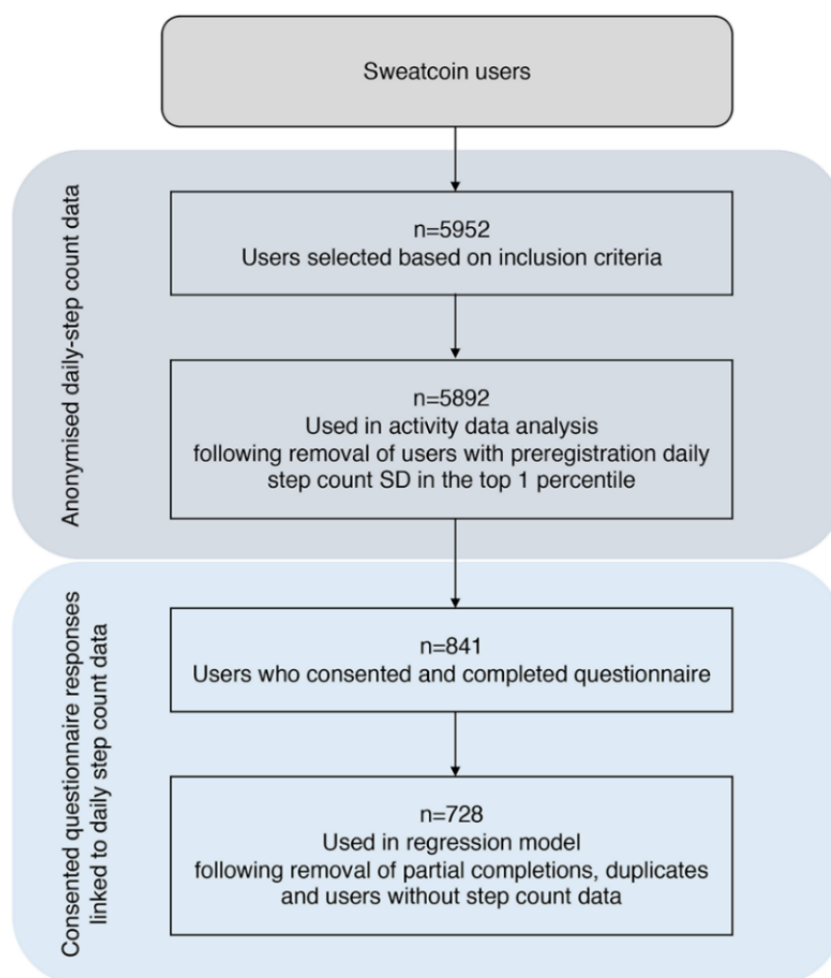 Sweatcoin users
Anonymised daily-step count data
n=5952
Users selected based on inclusion criteria
n=5892
Used in activity data analysis
following removal of users with preregistration daily
step count SD in the top 1 percentile
Consented questionnaire responses
linked to daily step count data
n=841
Users who consented and completed questionnaire
n=728
Used in regression model
following removal of partial completions, duplicates
and users without step count data